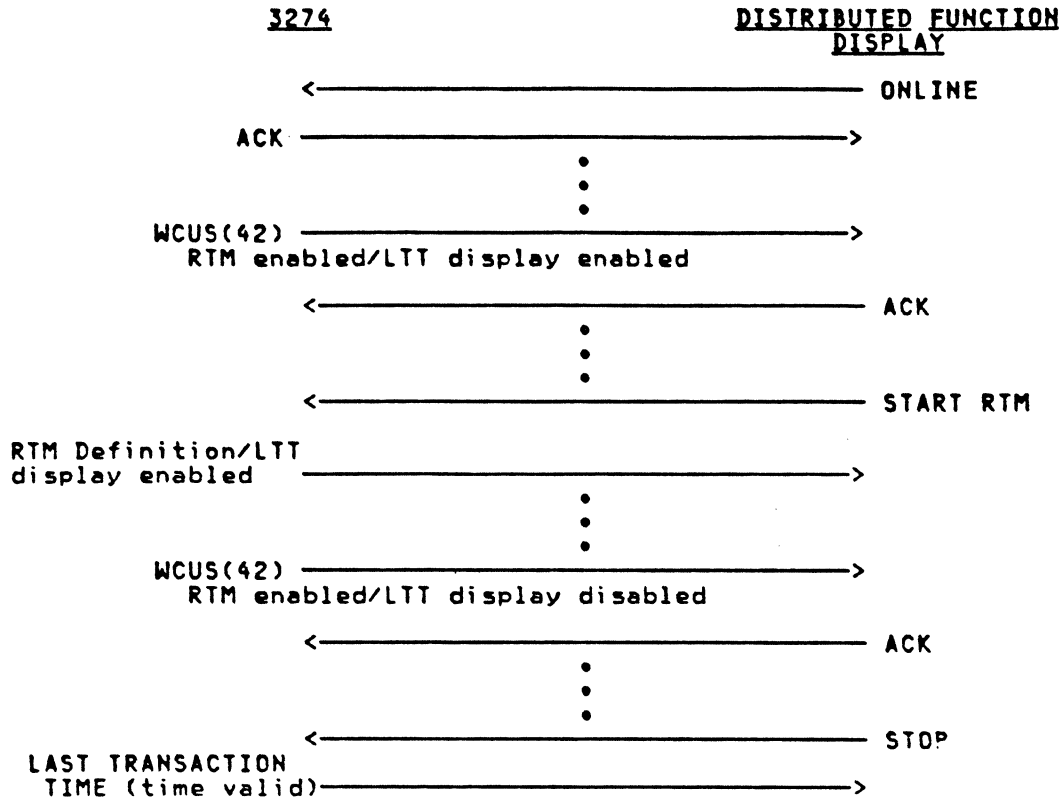 3274
DISTRIBUTED FUNCTION
DISPLAY
ONLINE
ACK
WCUS(42)
RTM enabled/LTT display enabled
ACK
START RTM
RTM Definition/LTT
display enabled
WCUS(42)
RTM enabled/LTT display disabled
ACK
STOP
LAST TRANSACTION
TIME (time valid)